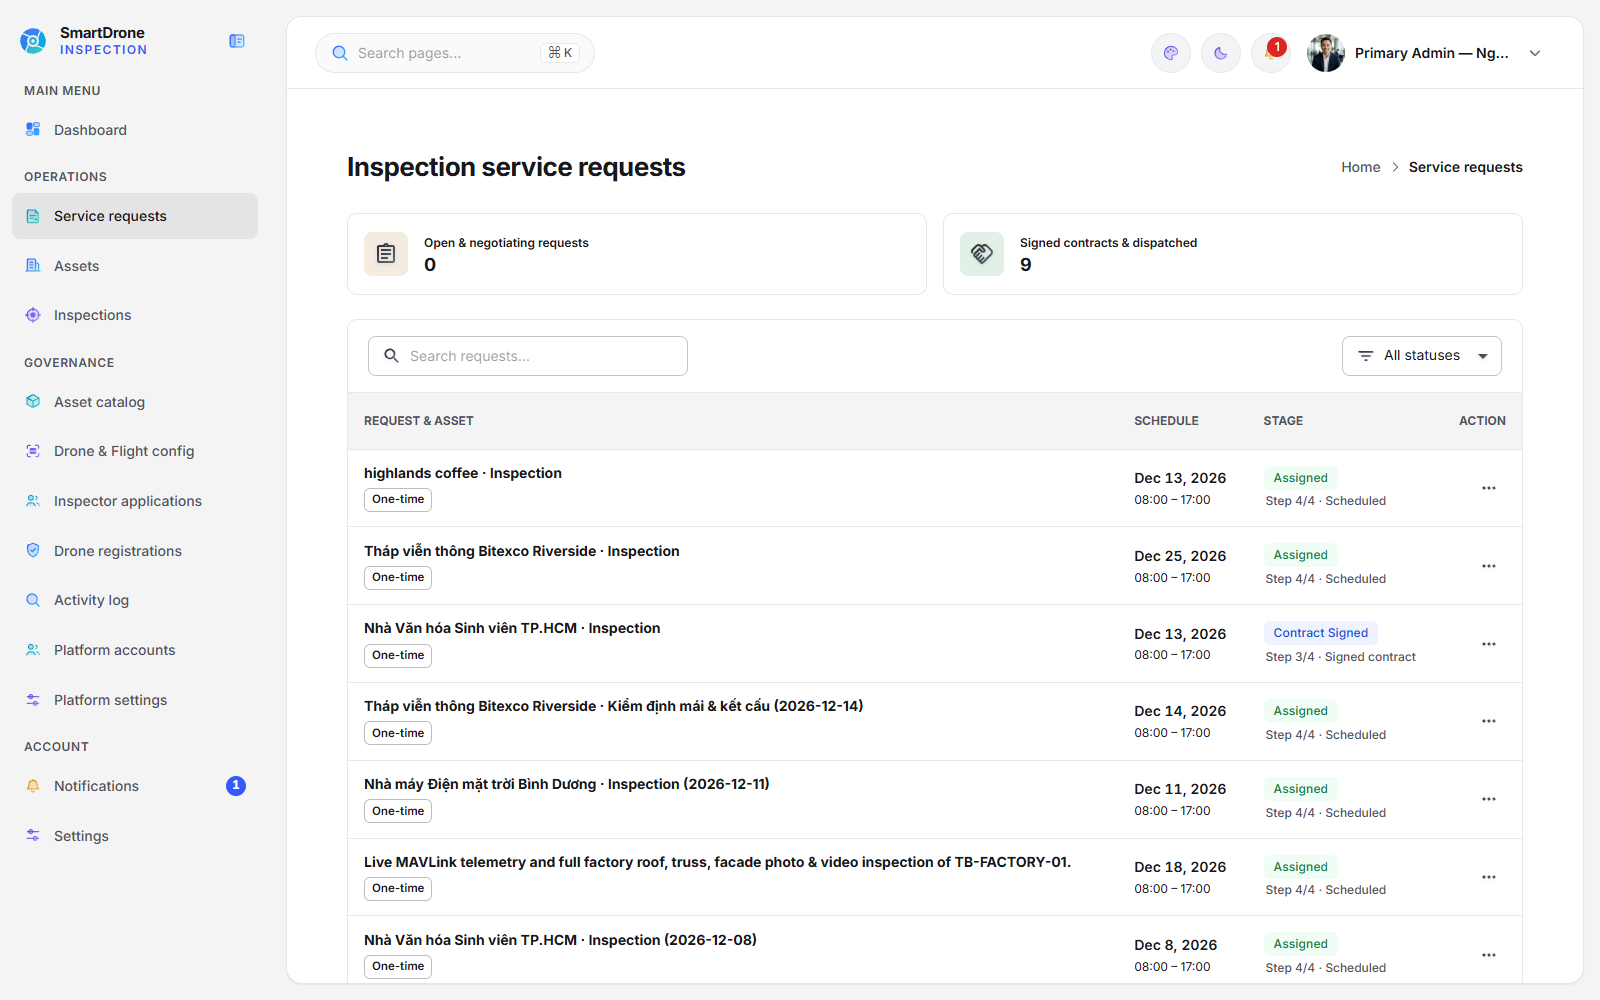 SmartDrone
INSPECTION
MAIN MENU
Dashboard
OPERATIONS
Service requests
Assets
Inspections
GOVERNANCE
Asset catalog
Drone & Flight config
Inspector applications
Drone registrations
Activity log
Platform accounts
Platform settings
ACCOUNT
Notifications 1
Settings
Search pages... ⌘ K
1
Primary Admin — Ng...
Inspection service requests
Home > Service requests
Open & negotiating requests
0
Signed contracts & dispatched
9
Search requests...
All statuses
REQUEST & ASSET SCHEDULE STAGE ACTION
highlands coffee · Inspection
One-time
Dec 13, 2026
08:00 – 17:00
Assigned
Step 4/4 · Scheduled
Tháp viễn thông Bitexco Riverside · Inspection
One-time
Dec 25, 2026
08:00 – 17:00
Assigned
Step 4/4 · Scheduled
Nhà Văn hóa Sinh viên TP.HCM · Inspection
One-time
Dec 13, 2026
08:00 – 17:00
Contract Signed
Step 3/4 · Signed contract
Tháp viễn thông Bitexco Riverside · Kiểm định mái & kết cấu (2026-12-14)
One-time
Dec 14, 2026
08:00 – 17:00
Assigned
Step 4/4 · Scheduled
Nhà máy Điện mặt trời Bình Dương · Inspection (2026-12-11)
One-time
Dec 11, 2026
08:00 – 17:00
Assigned
Step 4/4 · Scheduled
Live MAVLink telemetry and full factory roof, truss, facade photo & video inspection of TB-FACTORY-01.
One-time
Dec 18, 2026
08:00 – 17:00
Assigned
Step 4/4 · Scheduled
Nhà Văn hóa Sinh viên TP.HCM · Inspection (2026-12-08)
One-time
Dec 8, 2026
08:00 – 17:00
Assigned
Step 4/4 · Scheduled